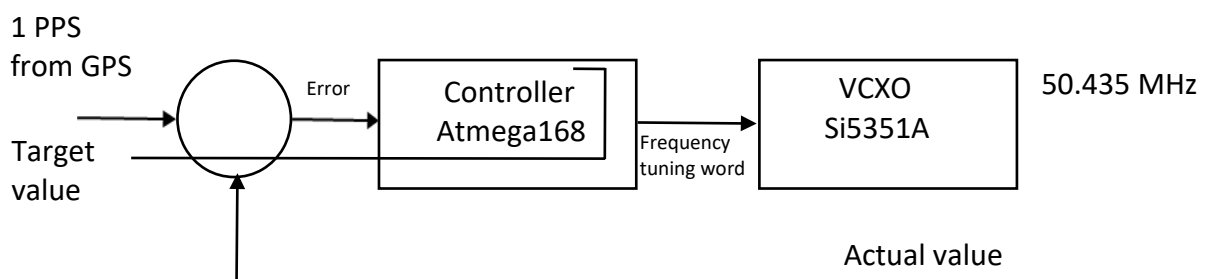 1 PPS
from GPS
Target
value
Error
Controller
Atmega168
Frequency
tuning word
VCXO
Si5351A
50.435 MHz
Actual value